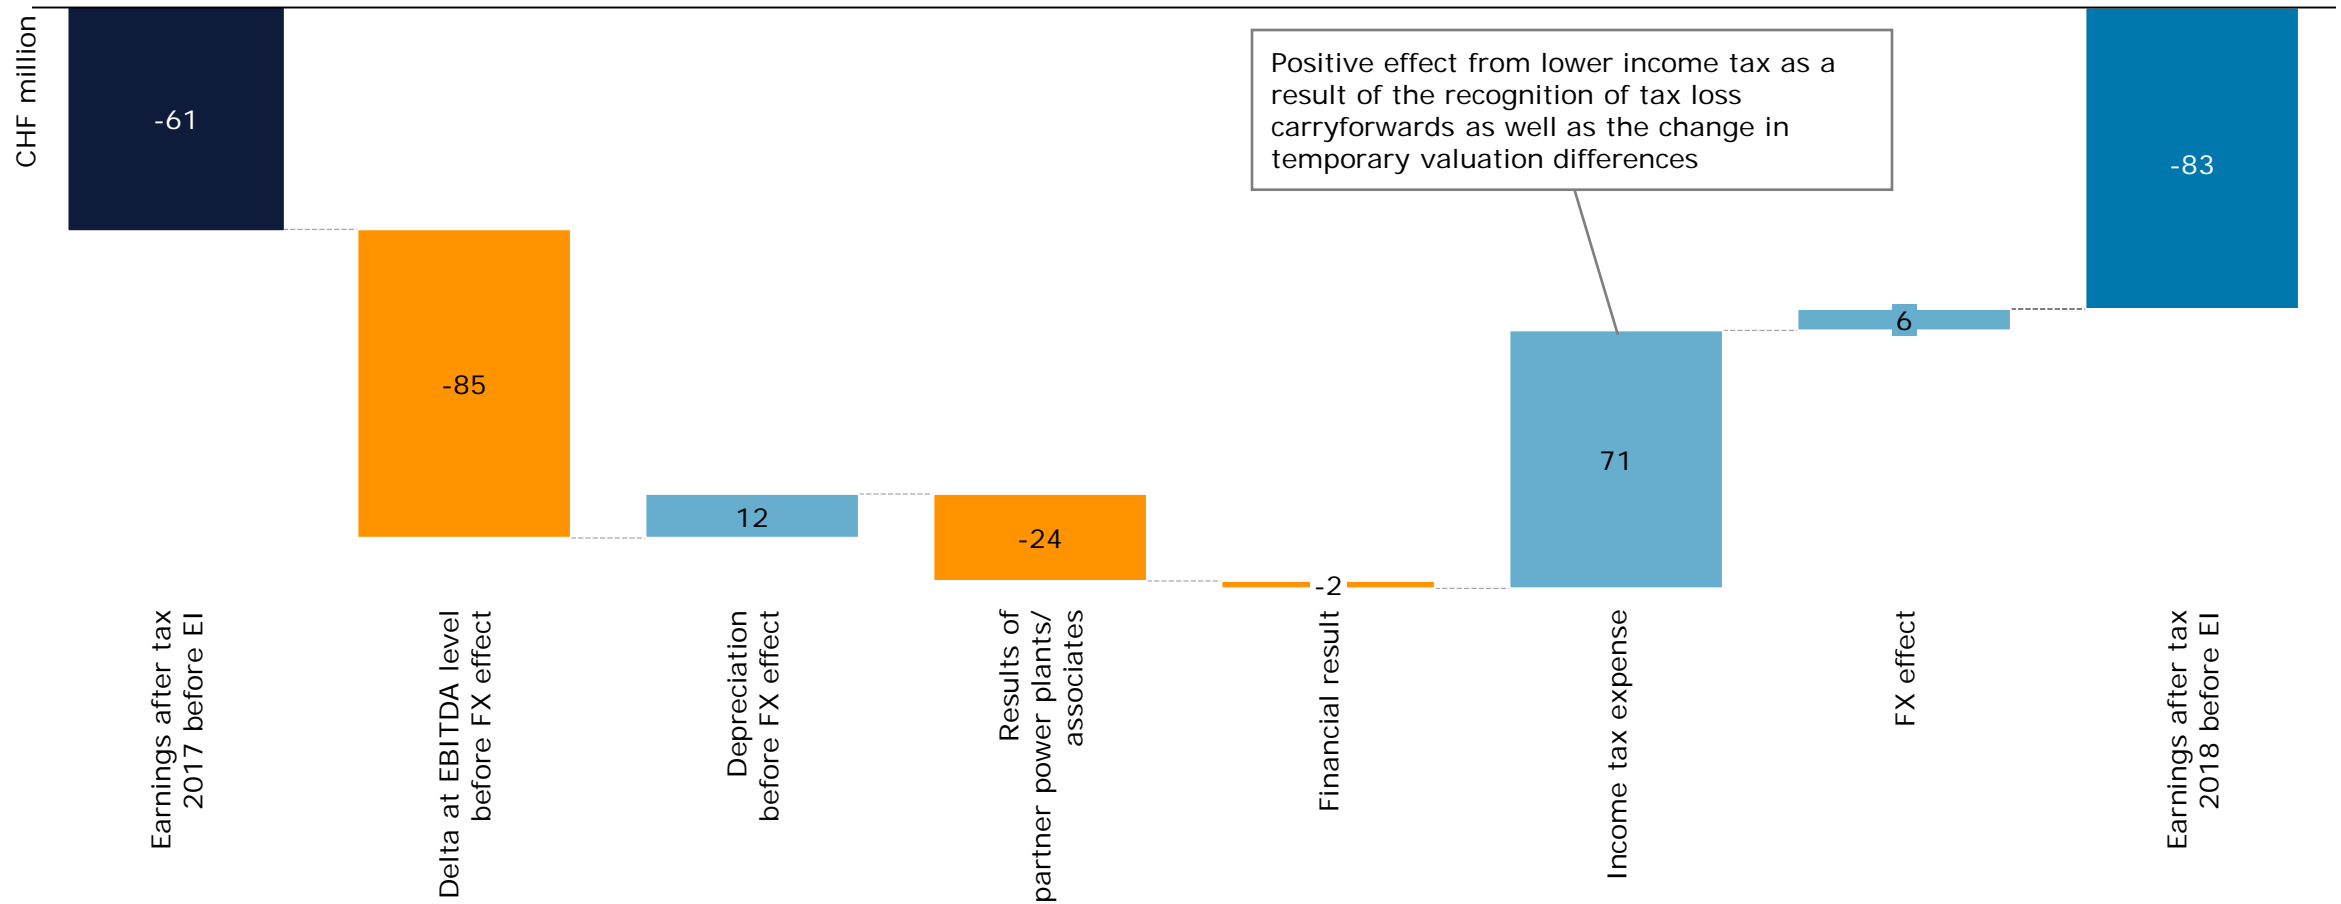 CHF million
Positive effect from lower income tax as a
result of the recognition of tax loss
carryforwards as well as the change in
temporary valuation differences
-61
-85
12
-24
-2
71
6
-83
Earnings after tax
2017 before EI
Delta at EBITDA level
before FX effect
Depreciation
before FX effect
Results of
partner power plants/
associates
Financial result
Income tax expense
FX effect
Earnings after tax
2018 before EI